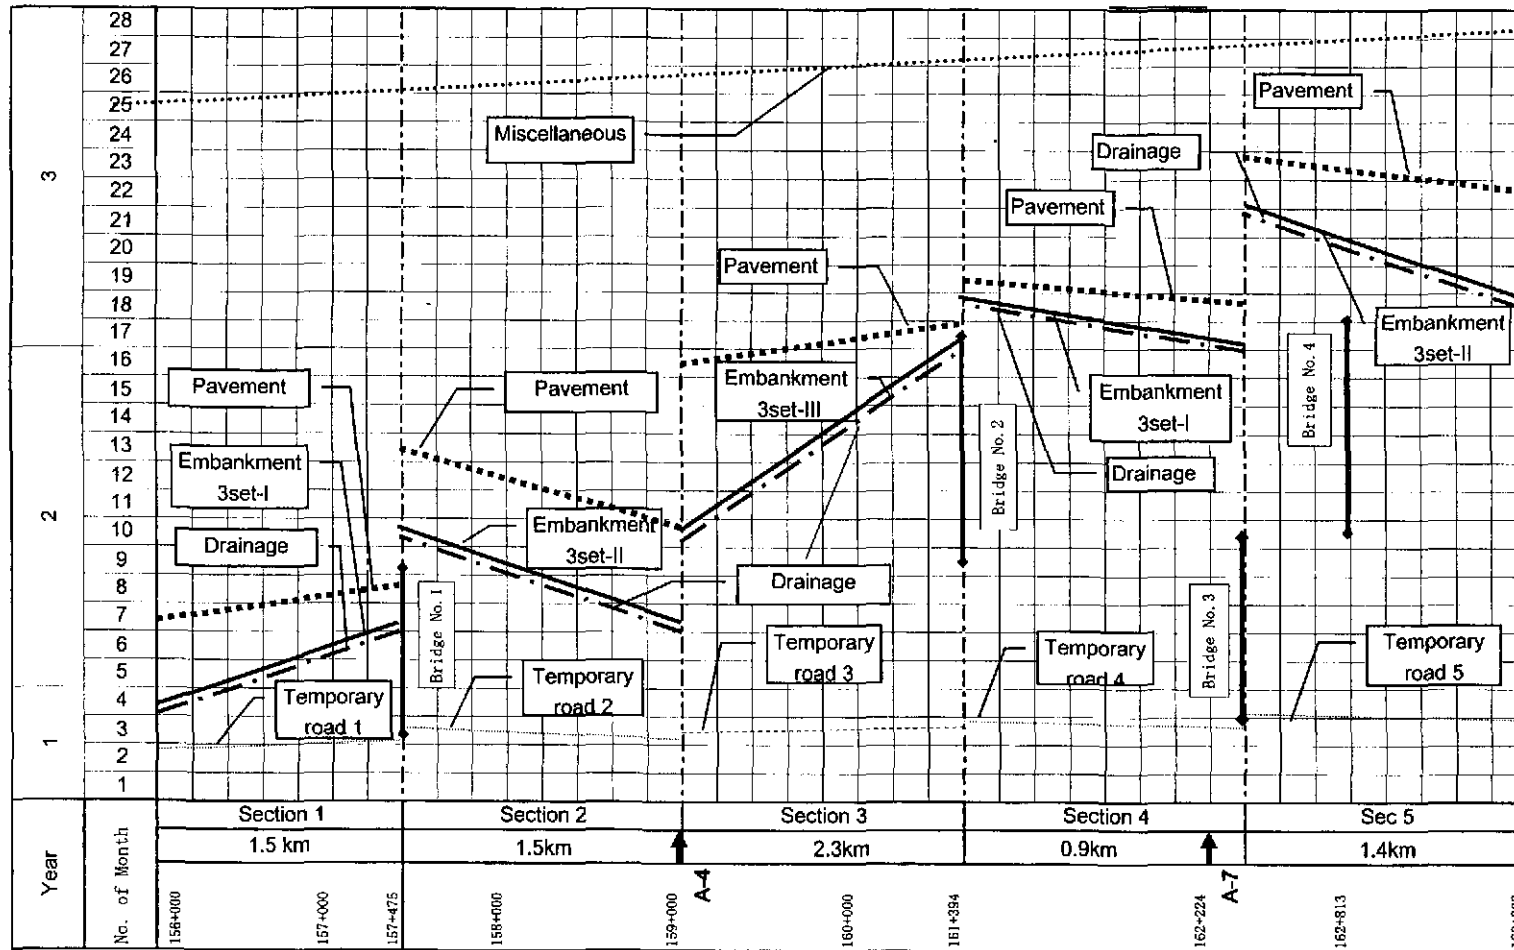 28
27
26
25
24
23
22
21
20
19
18
17
16
15
14
13
12
11
10
9
8
7
6
5
4
3
2
1
3
2
1
Miscellaneous
Pavement
Drainage
Pavement
Pavement
Embankment
3set-II
Embankment
3set-III
Embankment
3set-I
Drainage
Bridge No.4
Bridge No.2
Pavement
Pavement
Embankment
3set-I
Drainage
Embankment
3set-II
Drainage
Bridge No.1
Bridge No.3
Temporary
road 1
Temporary
road 2
Temporary
road 3
Temporary
road 4
Temporary
road 5
Section 1
Section 2
Section 3
Section 4
Sec 5
1.5 km
1.5km
2.3km
0.9km
1.4km
Year
No. of Month
156+000
157+000
157+475
158+000
159+000
A-4
160+000
161+394
162+224
A-7
162+813